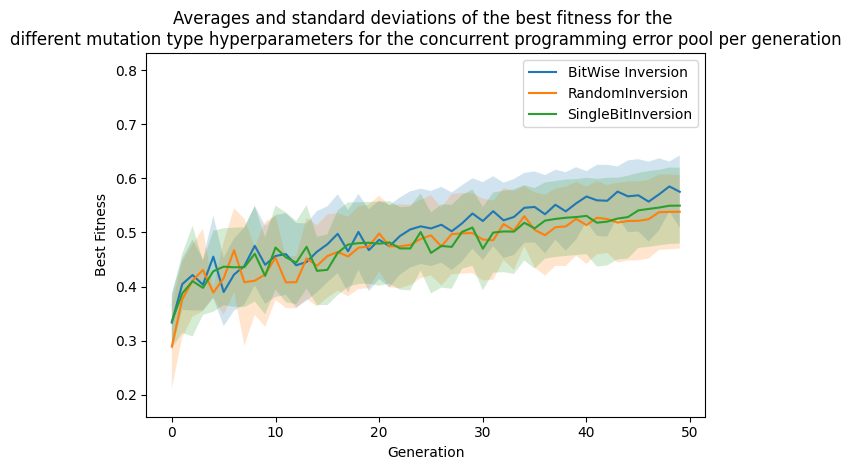 Averages and standard deviations of the best fitness for the
different mutation type hyperparameters for the concurrent programming error pool per generation
BitWise Inversion
RandomInversion
SingleBitInversion
Best Fitness
0.8
0.7
0.6
0.5
0.4
0.3
0.2
0 10 20 30 40 50
Generation